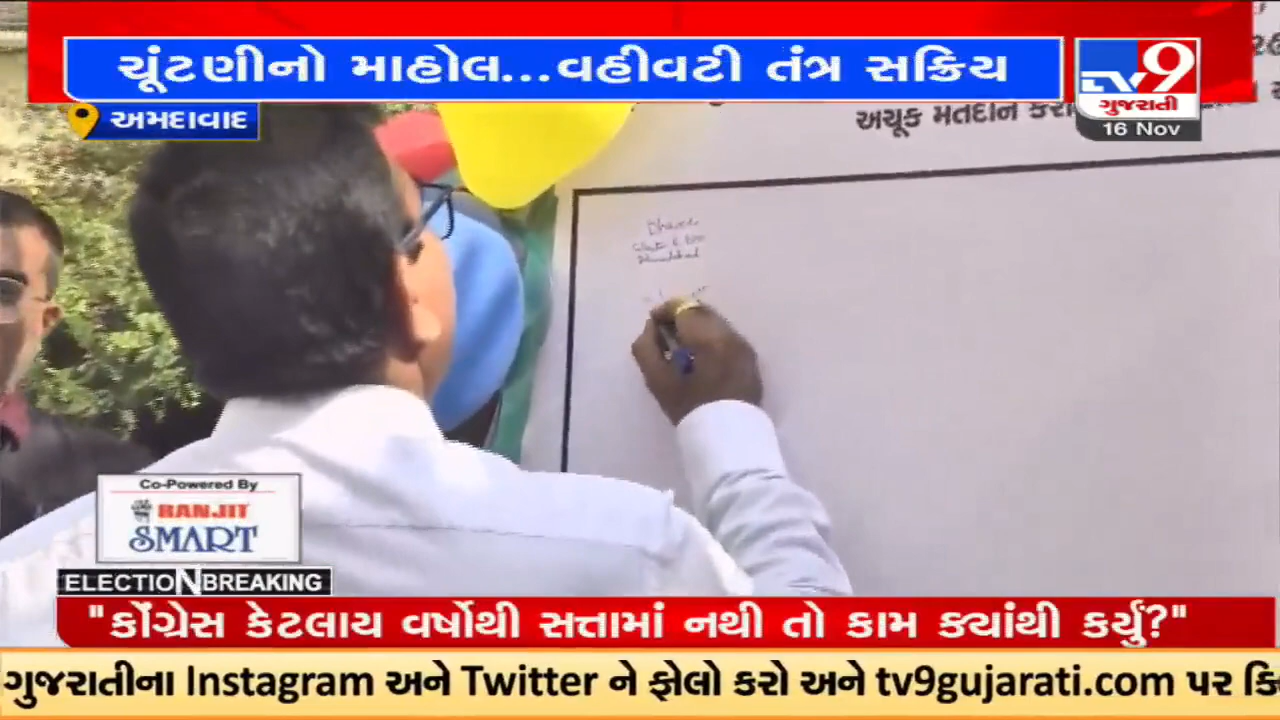 ચૂંટણીનો માહોલ...વહીવટી તંત્ર સક્રિય
TV9
ગુજરાતી
16 Nov
અમદાવાદ
અચૂક મતદાન
Co-Powered By
RANJIT
SMART
ELECTION BREAKING
"કોંગ્રેસ કેટલાય વર્ષોથી સત્તામાં નથી તો કામ ક્યાંથી કર્યું?"
ગુજરાતીના Instagram અને Twitter ને ફોલો કરો અને tv9gujarati.com પર